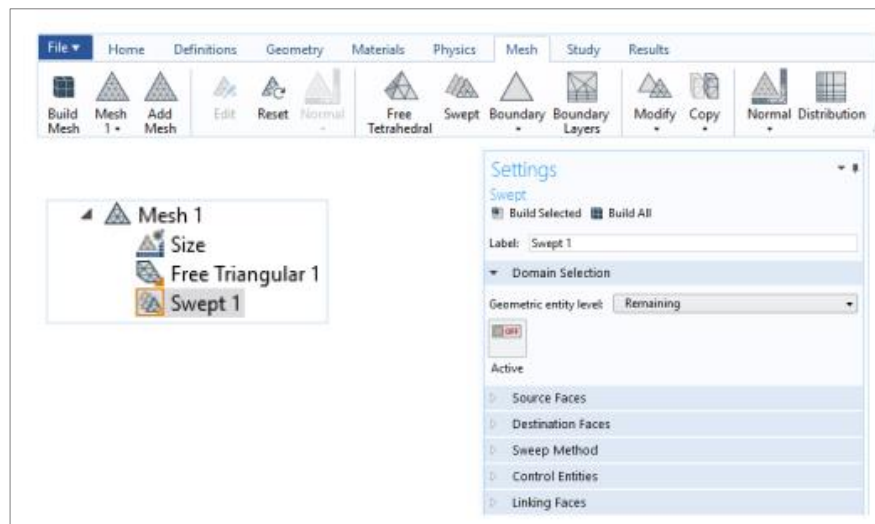 File Home Definitions Geometry Materials Physics Mesh Study Results
Build Mesh Add Edit Reset Normal Free Swept Boundary Boundary Modify Copy Normal Distribution
Mesh 1 Mesh Tetrahedral Layers
Mesh 1
Size
Free Triangular 1
Swept 1
Settings
Swept
Build Selected Build All
Label: Swept 1
Domain Selection
Geometric entity level: Remaining
OFF
Active
Source Faces
Destination Faces
Sweep Method
Control Entities
Linking Faces